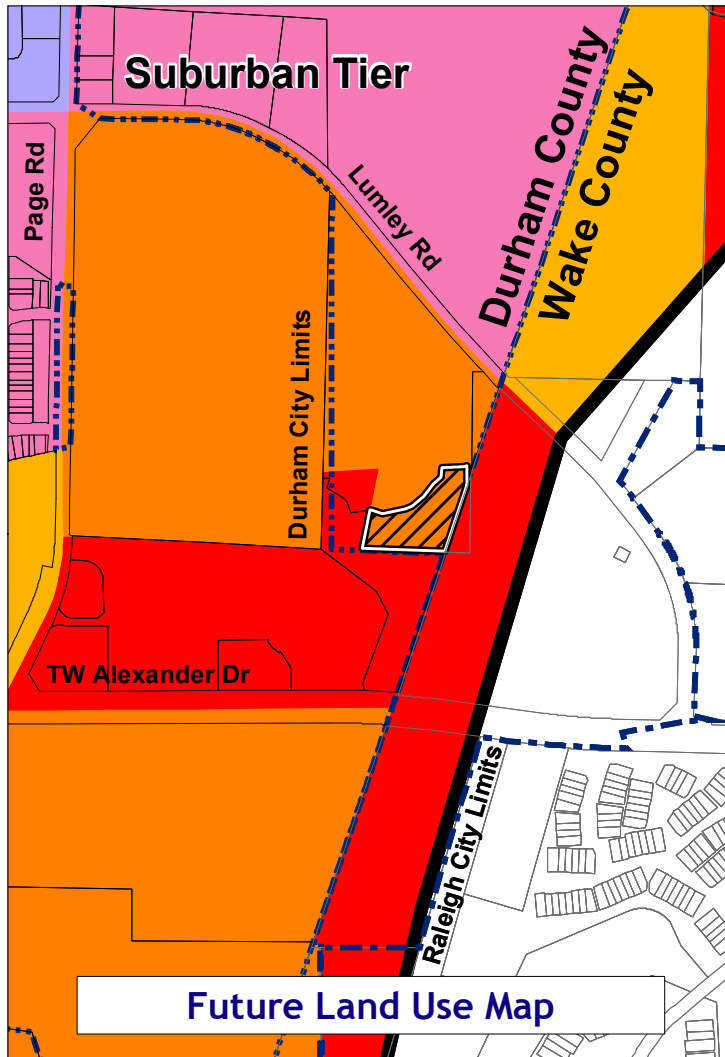 Suburban Tier
Durham County
Wake County
Page Rd
Lumley Rd
Durham City Limits
TW Alexander Dr
Raleigh City Limits
Future Land Use Map